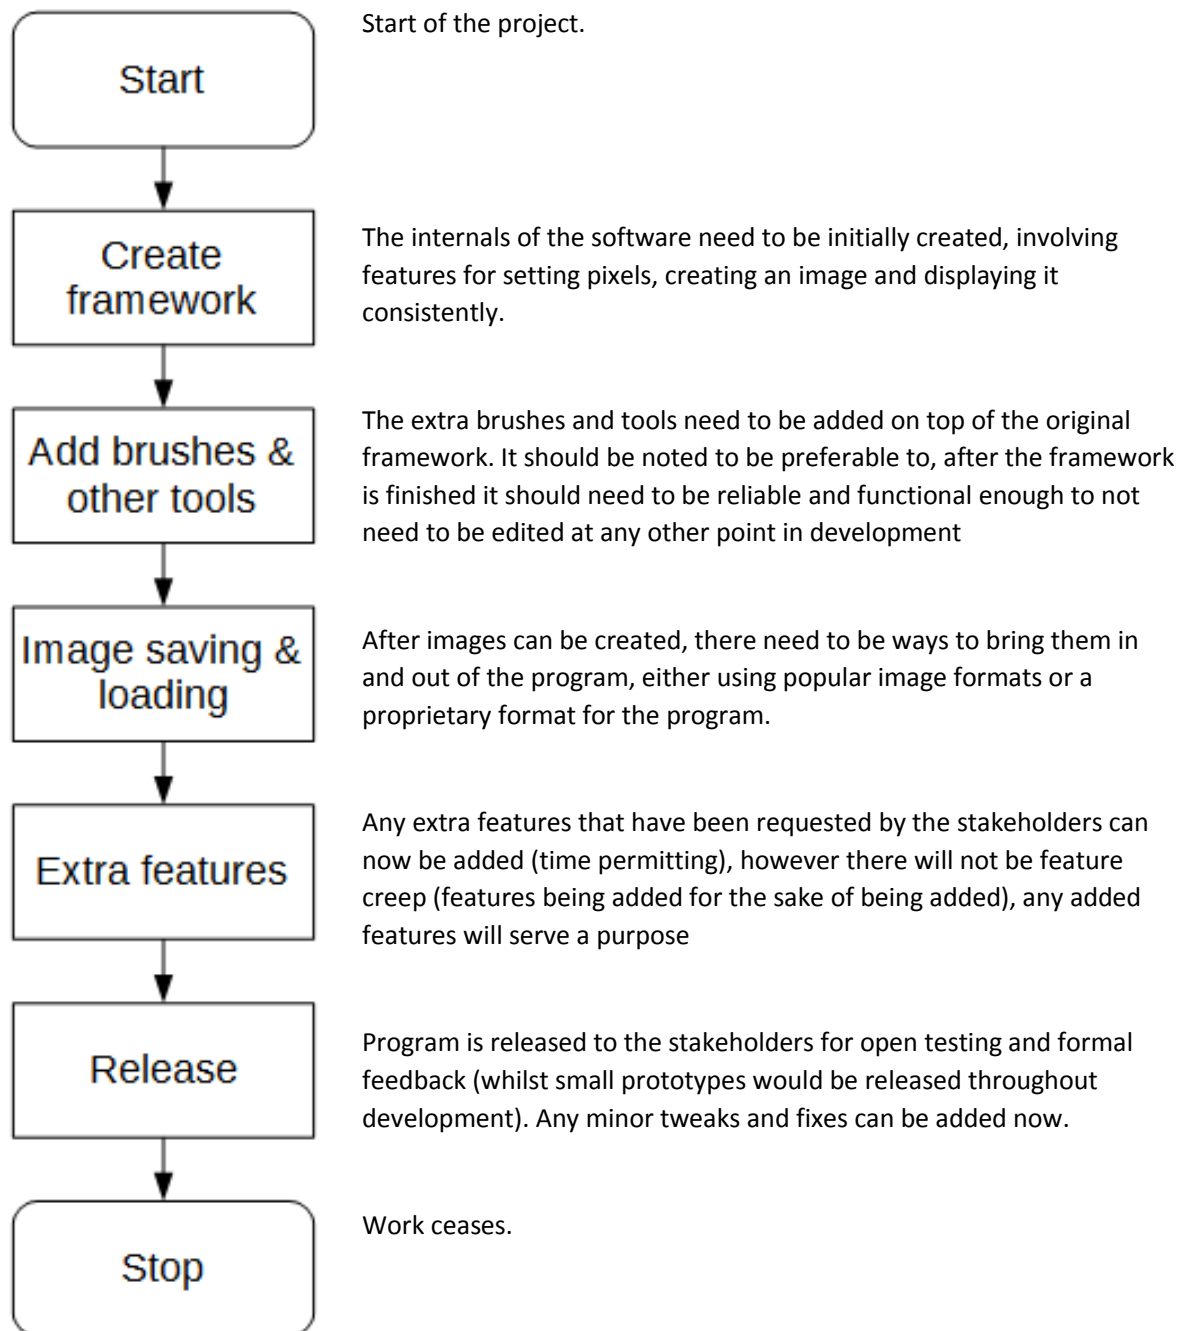 Start
Start of the project.
Create
framework
The internals of the software need to be initially created, involving
features for setting pixels, creating an image and displaying it
consistently.
Add brushes &
other tools
The extra brushes and tools need to be added on top of the original
framework. It should be noted to be preferable to, after the framework
is finished it should need to be reliable and functional enough to not
need to be edited at any other point in development
Image saving &
loading
After images can be created, there need to be ways to bring them in
and out of the program, either using popular image formats or a
proprietary format for the program.
Extra features
Any extra features that have been requested by the stakeholders can
now be added (time permitting), however there will not be feature
creep (features being added for the sake of being added), any added
features will serve a purpose
Release
Program is released to the stakeholders for open testing and formal
feedback (whilst small prototypes would be released throughout
development). Any minor tweaks and fixes can be added now.
Stop
Work ceases.